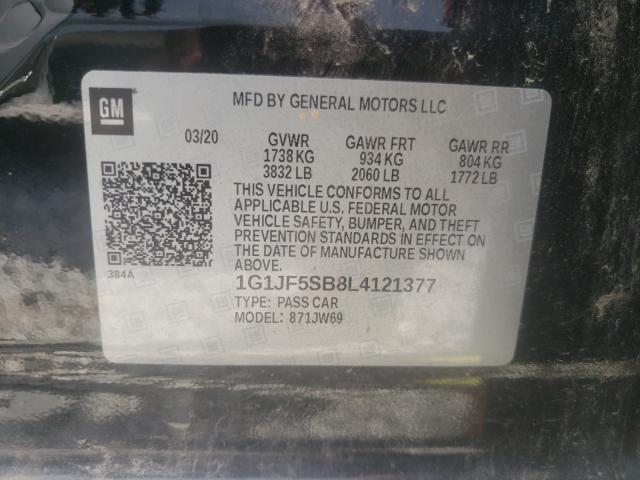 GM
MFD BY GENERAL MOTORS LLC
03/20 GVWR GAWR FRT GAWR RR
1738 KG 934 KG 804 KG
3832 LB 2060 LB 1772 LB
THIS VEHICLE CONFORMS TO ALL
APPLICABLE U.S. FEDERAL MOTOR
VEHICLE SAFETY, BUMPER, AND THEFT
PREVENTION STANDARDS IN EFFECT ON
THE DATE OF MANUFACTURE SHOWN
ABOVE.
384A
1G1JF5SB8L4121377
TYPE: PASS CAR
MODEL: 871JW69